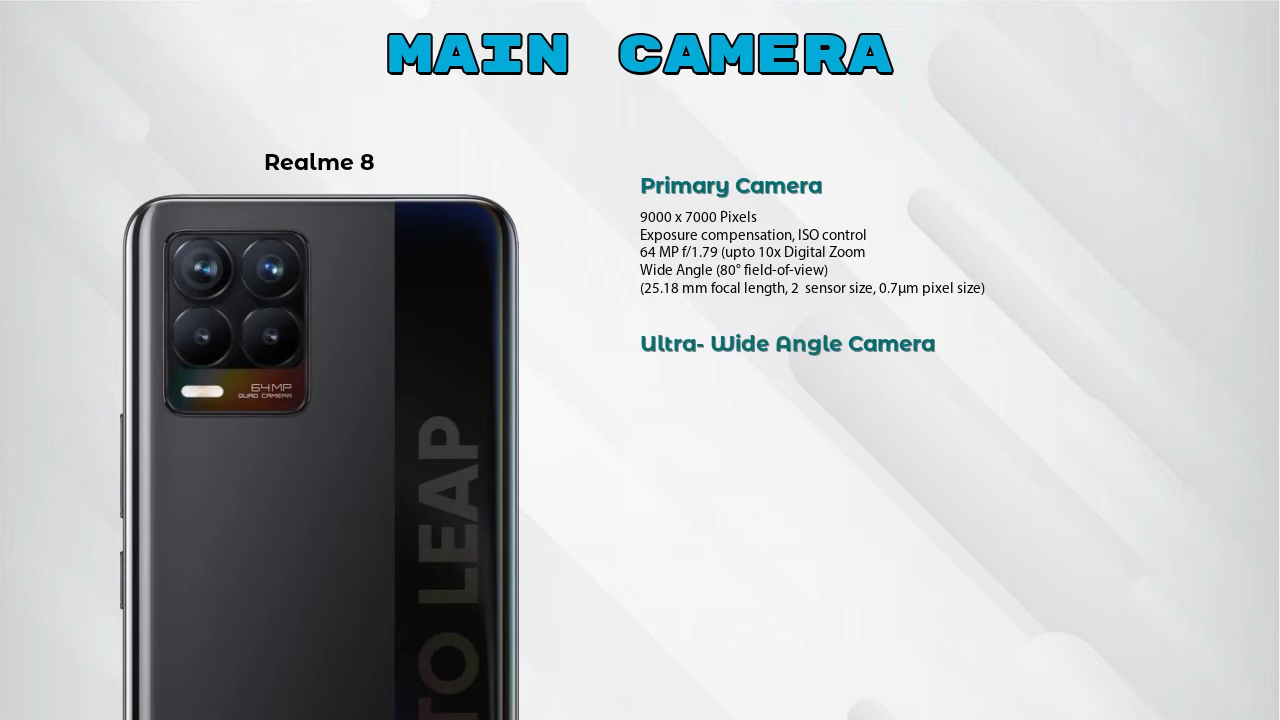 MAIN CAMERA
Realme 8
Primary Camera
9000 x 7000 Pixels
Exposure compensation, ISO control
64 MP f/1.79 (upto 10x Digital Zoom
Wide Angle (80° field-of-view)
(25.18 mm focal length, 2 sensor size, 0.7µm pixel size)
Ultra- Wide Angle Camera
64MP
QUAD CAMERA
TO LEAP